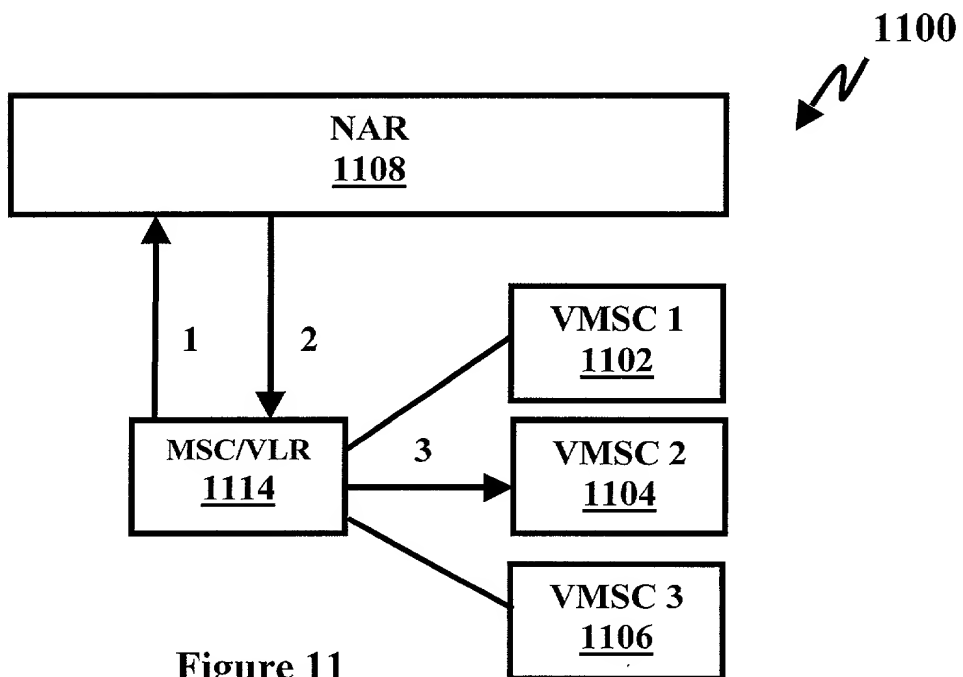 1100
NAR
1108
1
2
VMSC 1
1102
MSC/VLR
1114
3
VMSC 2
1104
VMSC 3
1106
Figure 11